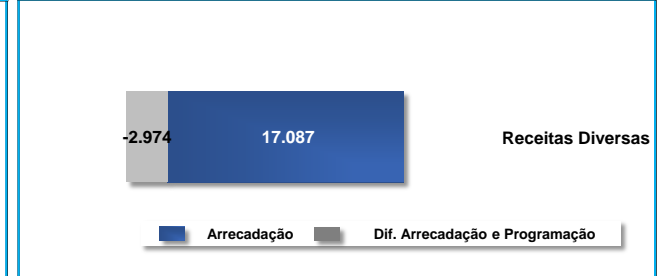 -2.974 17.087 Receitas Diversas
Arrecadação Dif. Arrecadação e Programação